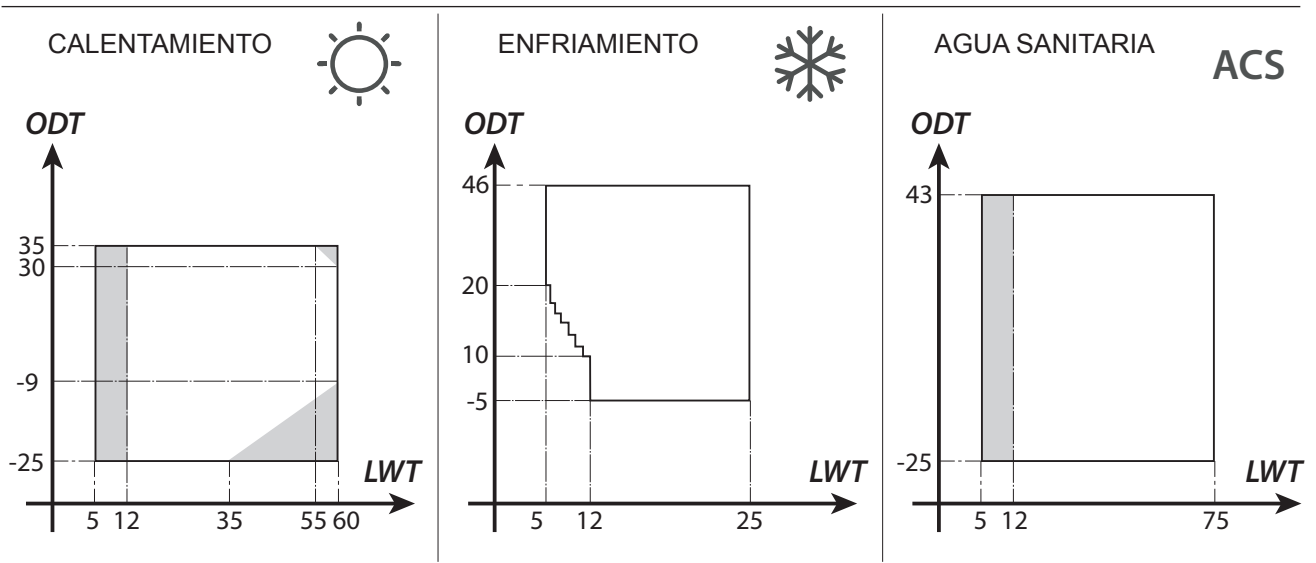 CALENTAMIENTO
ODT
35
30
-9
-25
LWT
5 12 35 55 60
ENFRIAMIENTO
ODT
46
20
10
-5
LWT
5 12 25
AGUA SANITARIA
ACS
ODT
43
-25
LWT
5 12 75